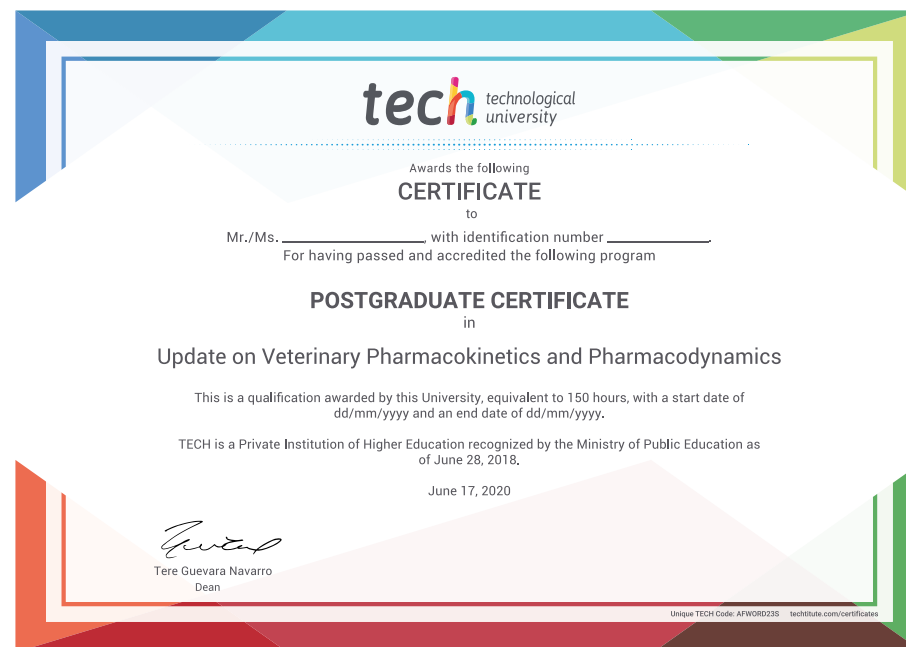 tech technological
university
Awards the following
CERTIFICATE
to
Mr./Ms. ____________, with identification number ____________.
For having passed and accredited the following program
POSTGRADUATE CERTIFICATE
in
Update on Veterinary Pharmacokinetics and Pharmacodynamics
This is a qualification awarded by this University, equivalent to 150 hours, with a start date of
dd/mm/yyyy and an end date of dd/mm/yyyy.
TECH is a Private Institution of Higher Education recognized by the Ministry of Public Education as
of June 28, 2018.
June 17, 2020
Tere Guevara Navarro
Dean
Unique TECH Code: AFWORD23S techtitute.com/certificates